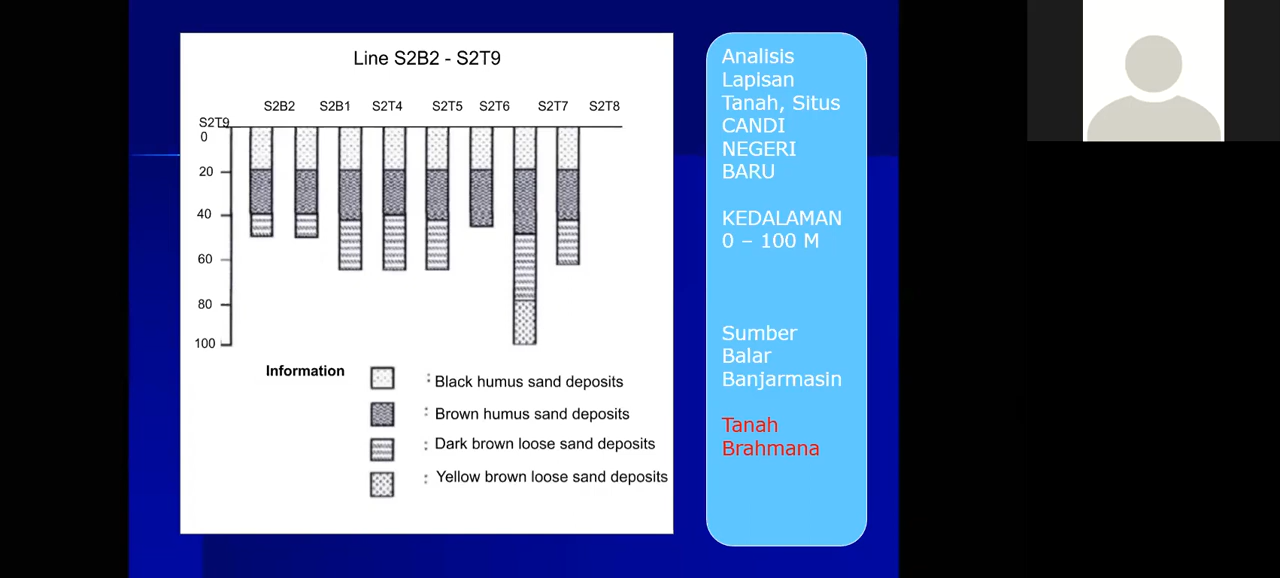 Line S2B2 - S2T9
S2B2 S2B1 S2T4 S2T5 S2T6 S2T7 S2T8
S2T9
0
20
40
60
80
100
Information
: Black humus sand deposits
: Brown humus sand deposits
: Dark brown loose sand deposits
: Yellow brown loose sand deposits
Analisis
Lapisan
Tanah, Situs
CANDI
NEGERI
BARU
KEDALAMAN
0 – 100 M
Sumber
Balar
Banjarmasin
Tanah
Brahmana